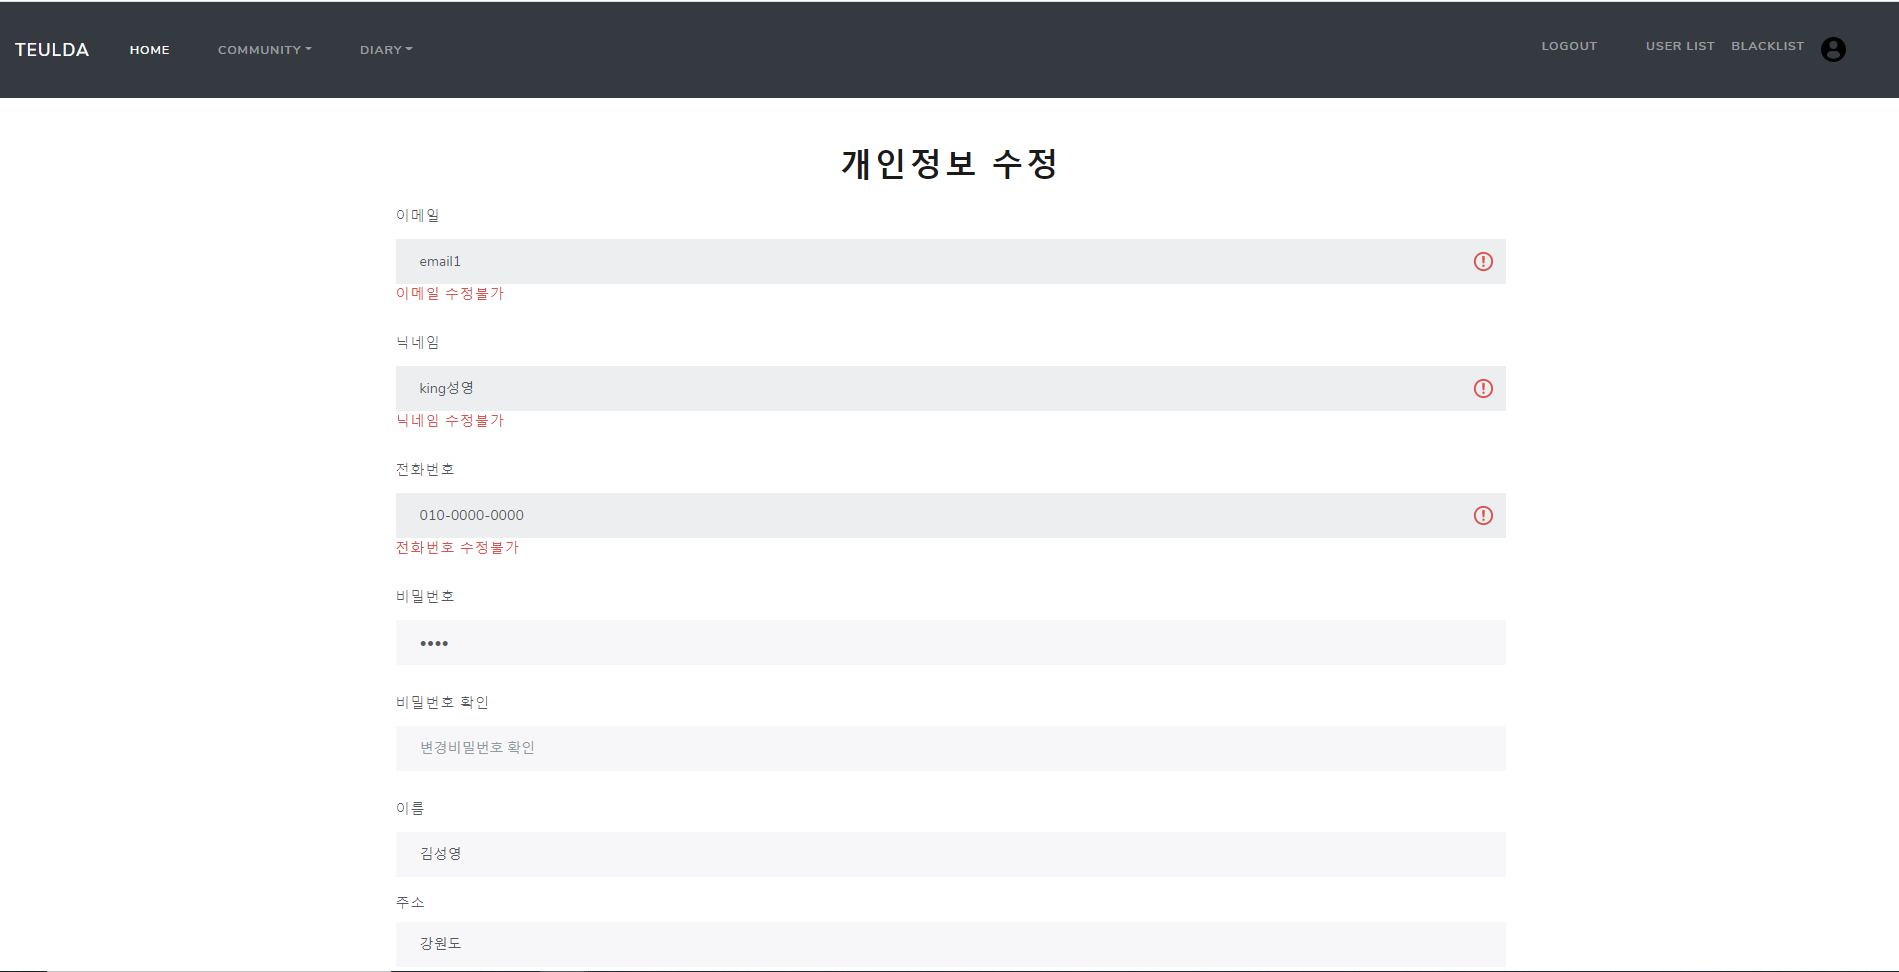 TEULDA HOME COMMUNITY DIARY LOGOUT USER LIST BLACKLIST
개인정보 수정
이메일
email1
이메일 수정불가
닉네임
king성영
닉네임 수정불가
전화번호
010-0000-0000
전화번호 수정불가
비밀번호
••••
비밀번호 확인
변경비밀번호 확인
이름
김성영
주소
강원도